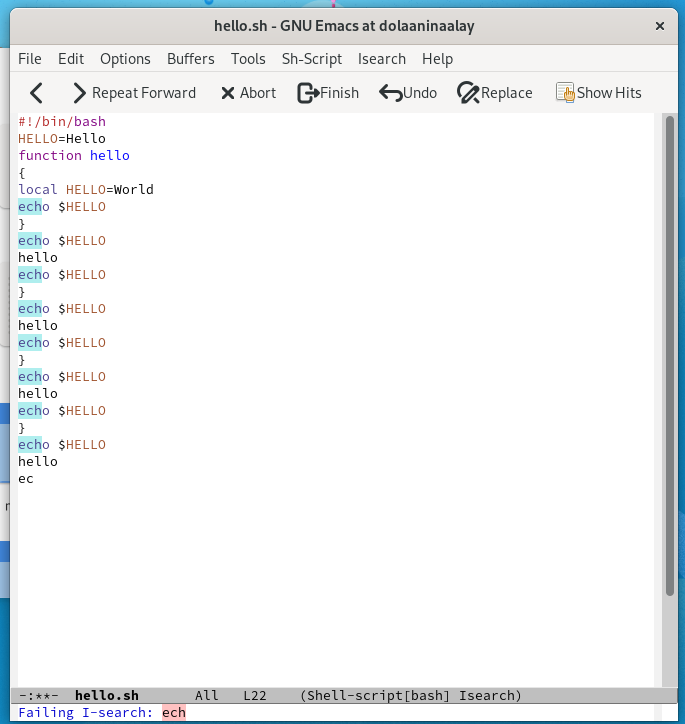 hello.sh - GNU Emacs at dolaaninaalay ×
File Edit Options Buffers Tools Sh-Script Isearch Help
Repeat Forward Abort Finish Undo Replace Show Hits
#!/bin/bash
HELLO=Hello
function hello
{
local HELLO=World
echo $HELLO
}
echo $HELLO
hello
echo $HELLO
}
echo $HELLO
hello
echo $HELLO
}
echo $HELLO
hello
echo $HELLO
}
echo $HELLO
hello
ec
-:**- hello.sh All L22 (Shell-script[bash] Isearch)
Failing I-search: ech